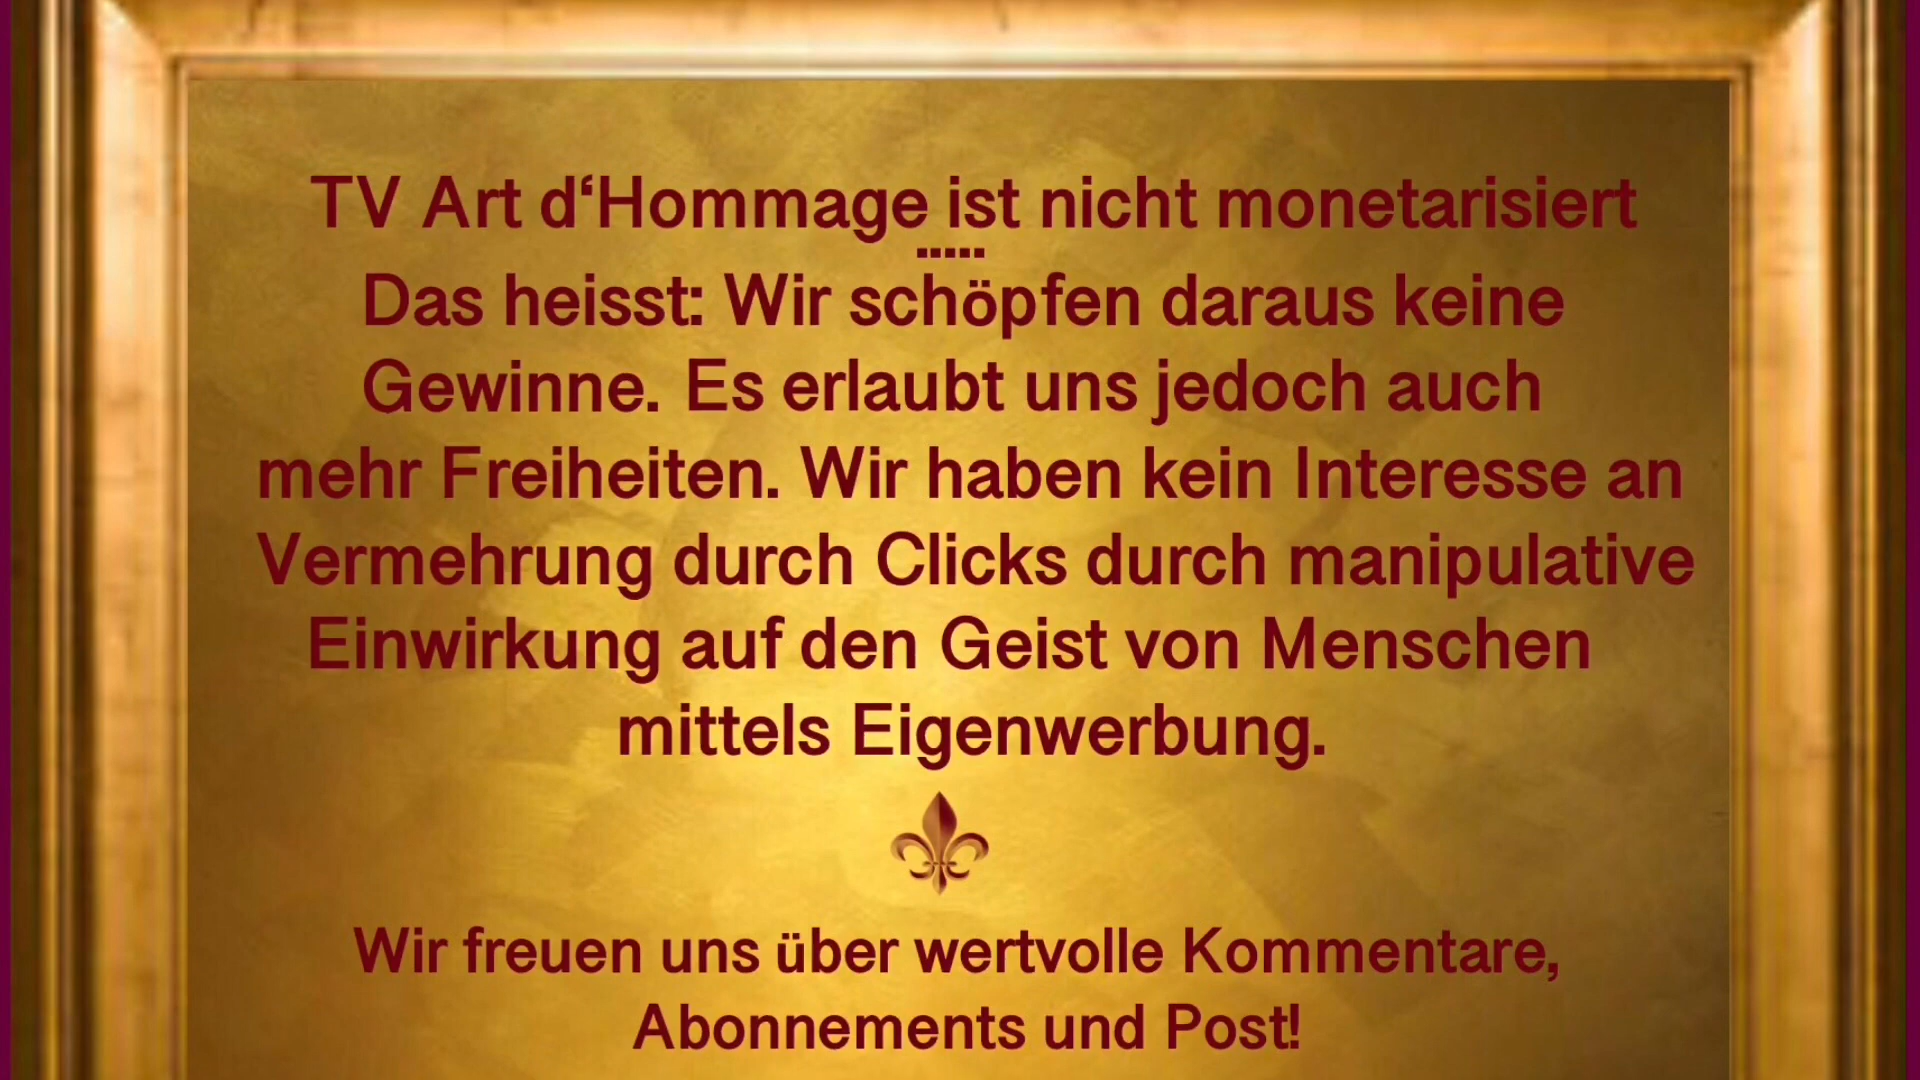 TV Art d‘Hommage ist nicht monetarisiert
.....
Das heisst: Wir schöpfen daraus keine
Gewinne. Es erlaubt uns jedoch auch
mehr Freiheiten. Wir haben kein Interesse an
Vermehrung durch Clicks durch manipulative
Einwirkung auf den Geist von Menschen
mittels Eigenwerbung.
Wir freuen uns über wertvolle Kommentare,
Abonnements und Post!